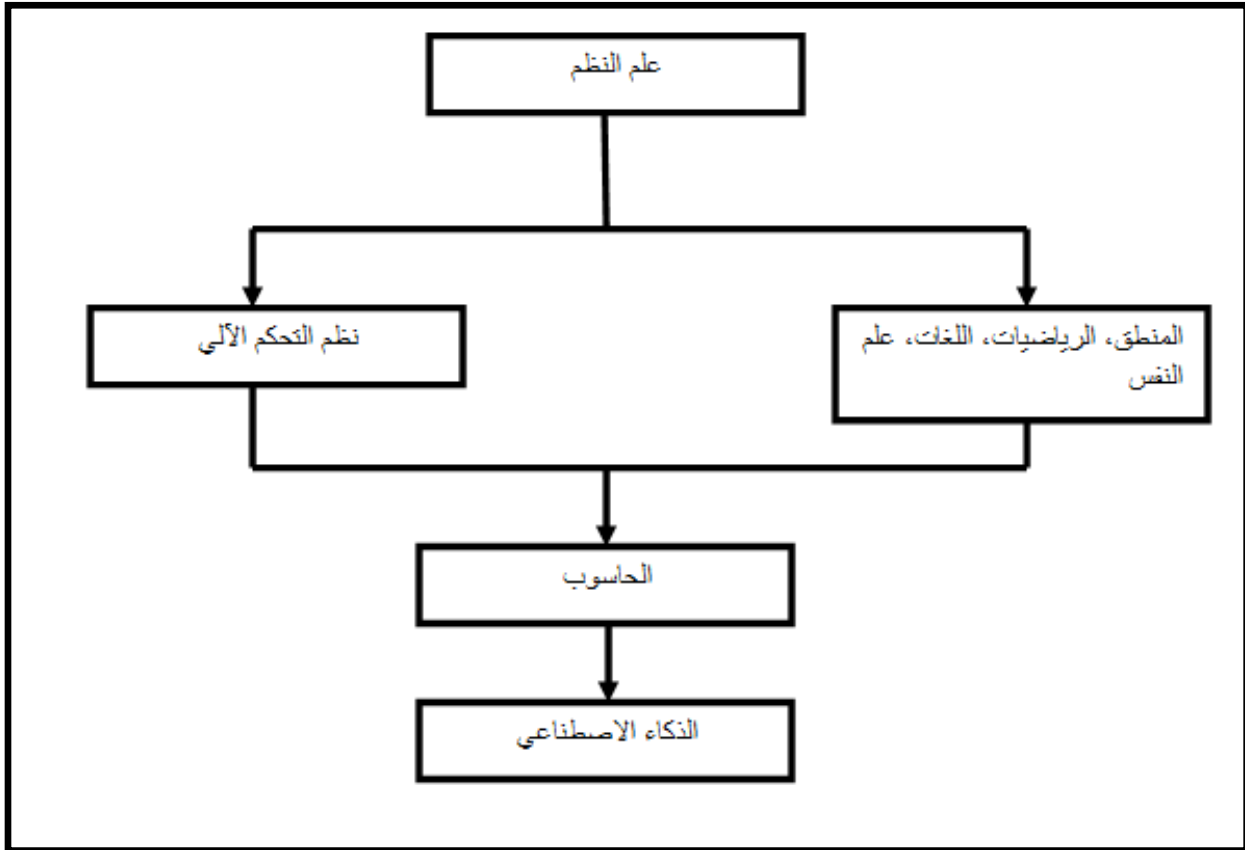 علم النظم
المنطق، الرياضيات، اللغات، علم
النفس
نظم التحكم الآلي
الحاسوب
الذكاء الاصطناعي